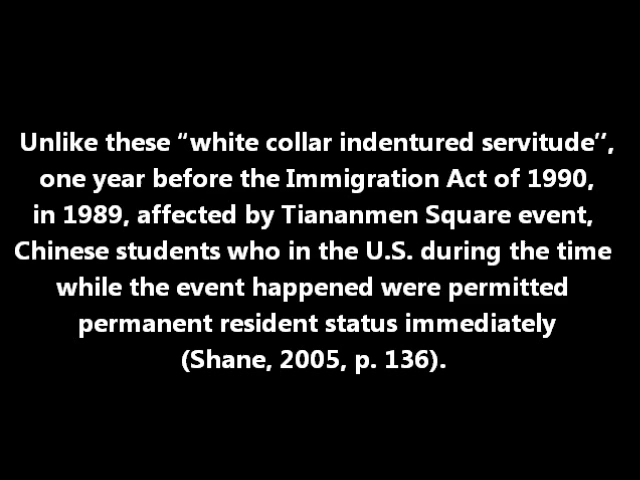 Unlike these “white collar indentured servitude”,
one year before the Immigration Act of 1990,
in 1989, affected by Tiananmen Square event,
Chinese students who in the U.S. during the time
while the event happened were permitted
permanent resident status immediately
(Shane, 2005, p. 136).